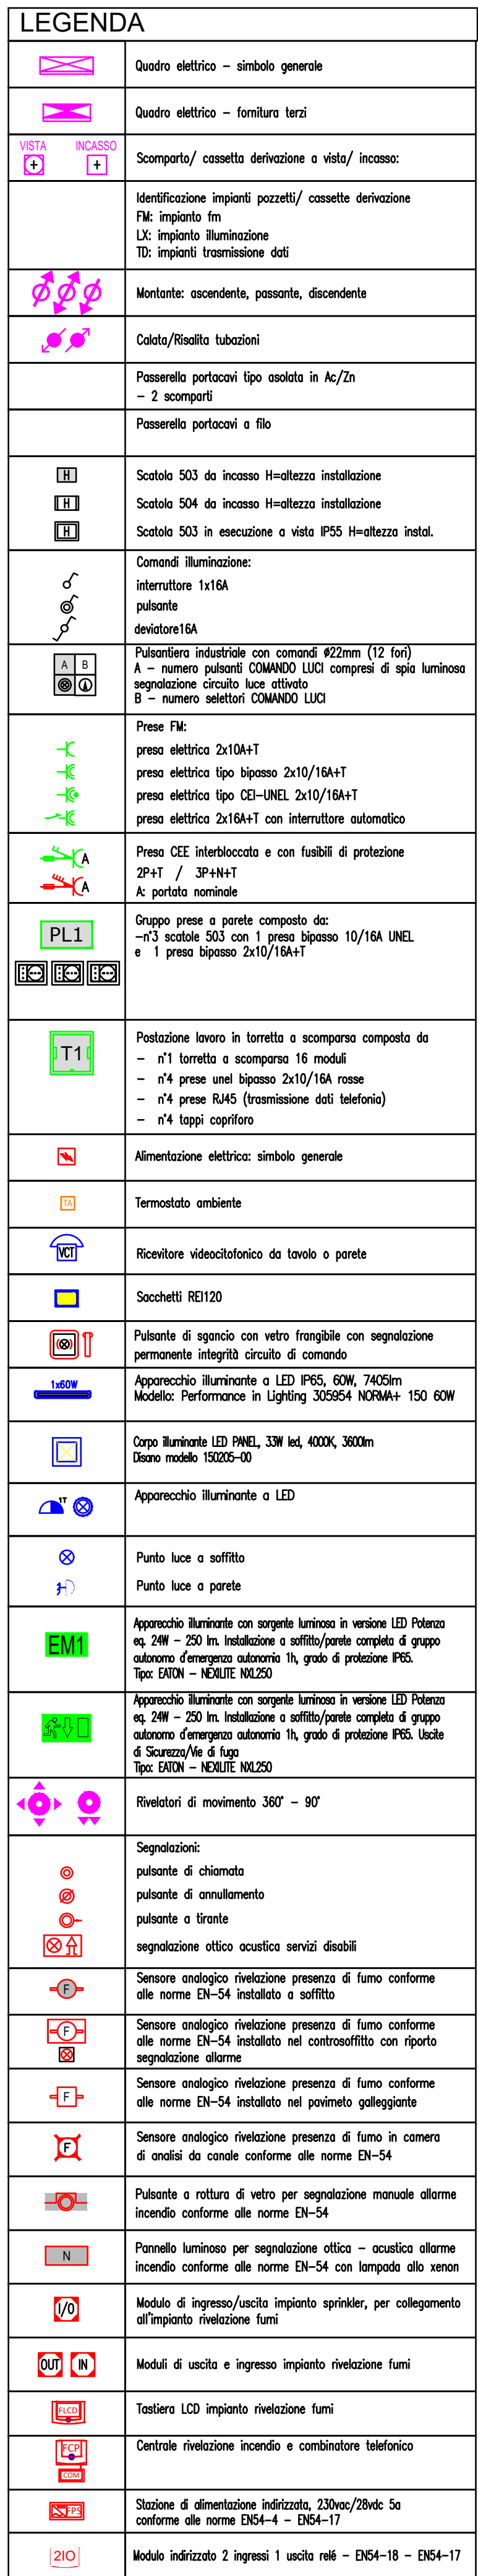 LEGENDA
Quadro elettrico – simbolo generale
Quadro elettrico – fornitura terzi
VISTA INCASSO
Scomparto/ cassetta derivazione a vista/ incasso:
Identificazione impianti pozzetti/ cassette derivazione
FM: impianto fm
LX: impianto illuminazione
TD: impianti trasmissione dati
Montante: ascendente, passante, discendente
Calata/Risalita tubazioni
Passerella portacavi tipo asolata in Ac/Zn
– 2 scomparti
Passerella portacavi a filo
H
Scatola 503 da incasso H=altezza installazione
H
Scatola 504 da incasso H=altezza installazione
H
Scatola 503 in esecuzione a vista IP55 H=altezza instal.
Comandi illuminazione:
interruttore 1x16A
pulsante
deviatore16A
A B
Pulsantiera industriale con comandi Ø22mm (12 fori)
A – numero pulsanti COMANDO LUCI compresi di spia luminosa
segnalazione circuito luce attivato
B – numero selettori COMANDO LUCI
Prese FM:
presa elettrica 2x10A+T
presa elettrica tipo bipasso 2x10/16A+T
presa elettrica tipo CEI–UNEL 2x10/16A+T
presa elettrica 2x16A+T con interruttore automatico
A
A
Presa CEE interbloccata e con fusibili di protezione
2P+T / 3P+N+T
A: portata nominale
PL1
Gruppo prese a parete composto da:
–n°3 scatole 503 con 1 presa bipasso 10/16A UNEL
e 1 presa bipasso 2x10/16A+T
T1
Postazione lavoro in torretta a scomparsa composta da
– n°1 torretta a scomparsa 16 moduli
– n°4 prese unel bipasso 2x10/16A rosse
– n°4 prese RJ45 (trasmissione dati telefonia)
– n°4 tappi copriforo
Alimentazione elettrica: simbolo generale
TA
Termostato ambiente
VCT
Ricevitore videocitofonico da tavolo o parete
Sacchetti REI120
Pulsante di sgancio con vetro frangibile con segnalazione
permanente integrità circuito di comando
1x60W
Apparecchio illuminante a LED IP65, 60W, 7405lm
Modello: Performance in Lighting 305954 NORMA+ 150 60W
Corpo illuminante LED PANEL, 33W led, 4000K, 3600lm
Disano modello 150205–00
1T
Apparecchio illuminante a LED
Punto luce a soffitto
Punto luce a parete
EM1
Apparecchio illuminante con sorgente luminosa in versione LED Potenza
eq. 24W – 250 lm. Installazione a soffitto/parete completa di gruppo
autonomo d'emergenza autonomia 1h, grado di protezione IP65.
Tipo: EATON – NEXILITE NXL250
Apparecchio illuminante con sorgente luminosa in versione LED Potenza
eq. 24W – 250 lm. Installazione a soffitto/parete completa di gruppo
autonomo d'emergenza autonomia 1h, grado di protezione IP65. Uscite
di Sicurezza/Vie di fuga
Tipo: EATON – NEXILITE NXL250
Rivelatori di movimento 360° – 90°
Segnalazioni:
pulsante di chiamata
pulsante di annullamento
pulsante a tirante
segnalazione ottico acustica servizi disabili
F
Sensore analogico rivelazione presenza di fumo conforme
alle norme EN–54 installato a soffitto
F
Sensore analogico rivelazione presenza di fumo conforme
alle norme EN–54 installato nel controsoffitto con riporto
segnalazione allarme
F
Sensore analogico rivelazione presenza di fumo conforme
alle norme EN–54 installato nel pavimeto galleggiante
F
Sensore analogico rivelazione presenza di fumo in camera
di analisi da canale conforme alle norme EN–54
Pulsante a rottura di vetro per segnalazione manuale allarme
incendio conforme alle norme EN–54
N
Pannello luminoso per segnalazione ottica – acustica allarme
incendio conforme alle norme EN–54 con lampada allo xenon
I/O
Modulo di ingresso/uscita impianto sprinkler, per collegamento
all'impianto rivelazione fumi
OUT IN
Moduli di uscita e ingresso impianto rivelazione fumi
FLCD
Tastiera LCD impianto rivelazione fumi
FCP
COM
Centrale rivelazione incendio e combinatore telefonico
FPS
Stazione di alimentazione indirizzata, 230vac/28vdc 5a
conforme alle norme EN54–4 – EN54–17
2IO
Modulo indirizzato 2 ingressi 1 uscita relé – EN54–18 – EN54–17